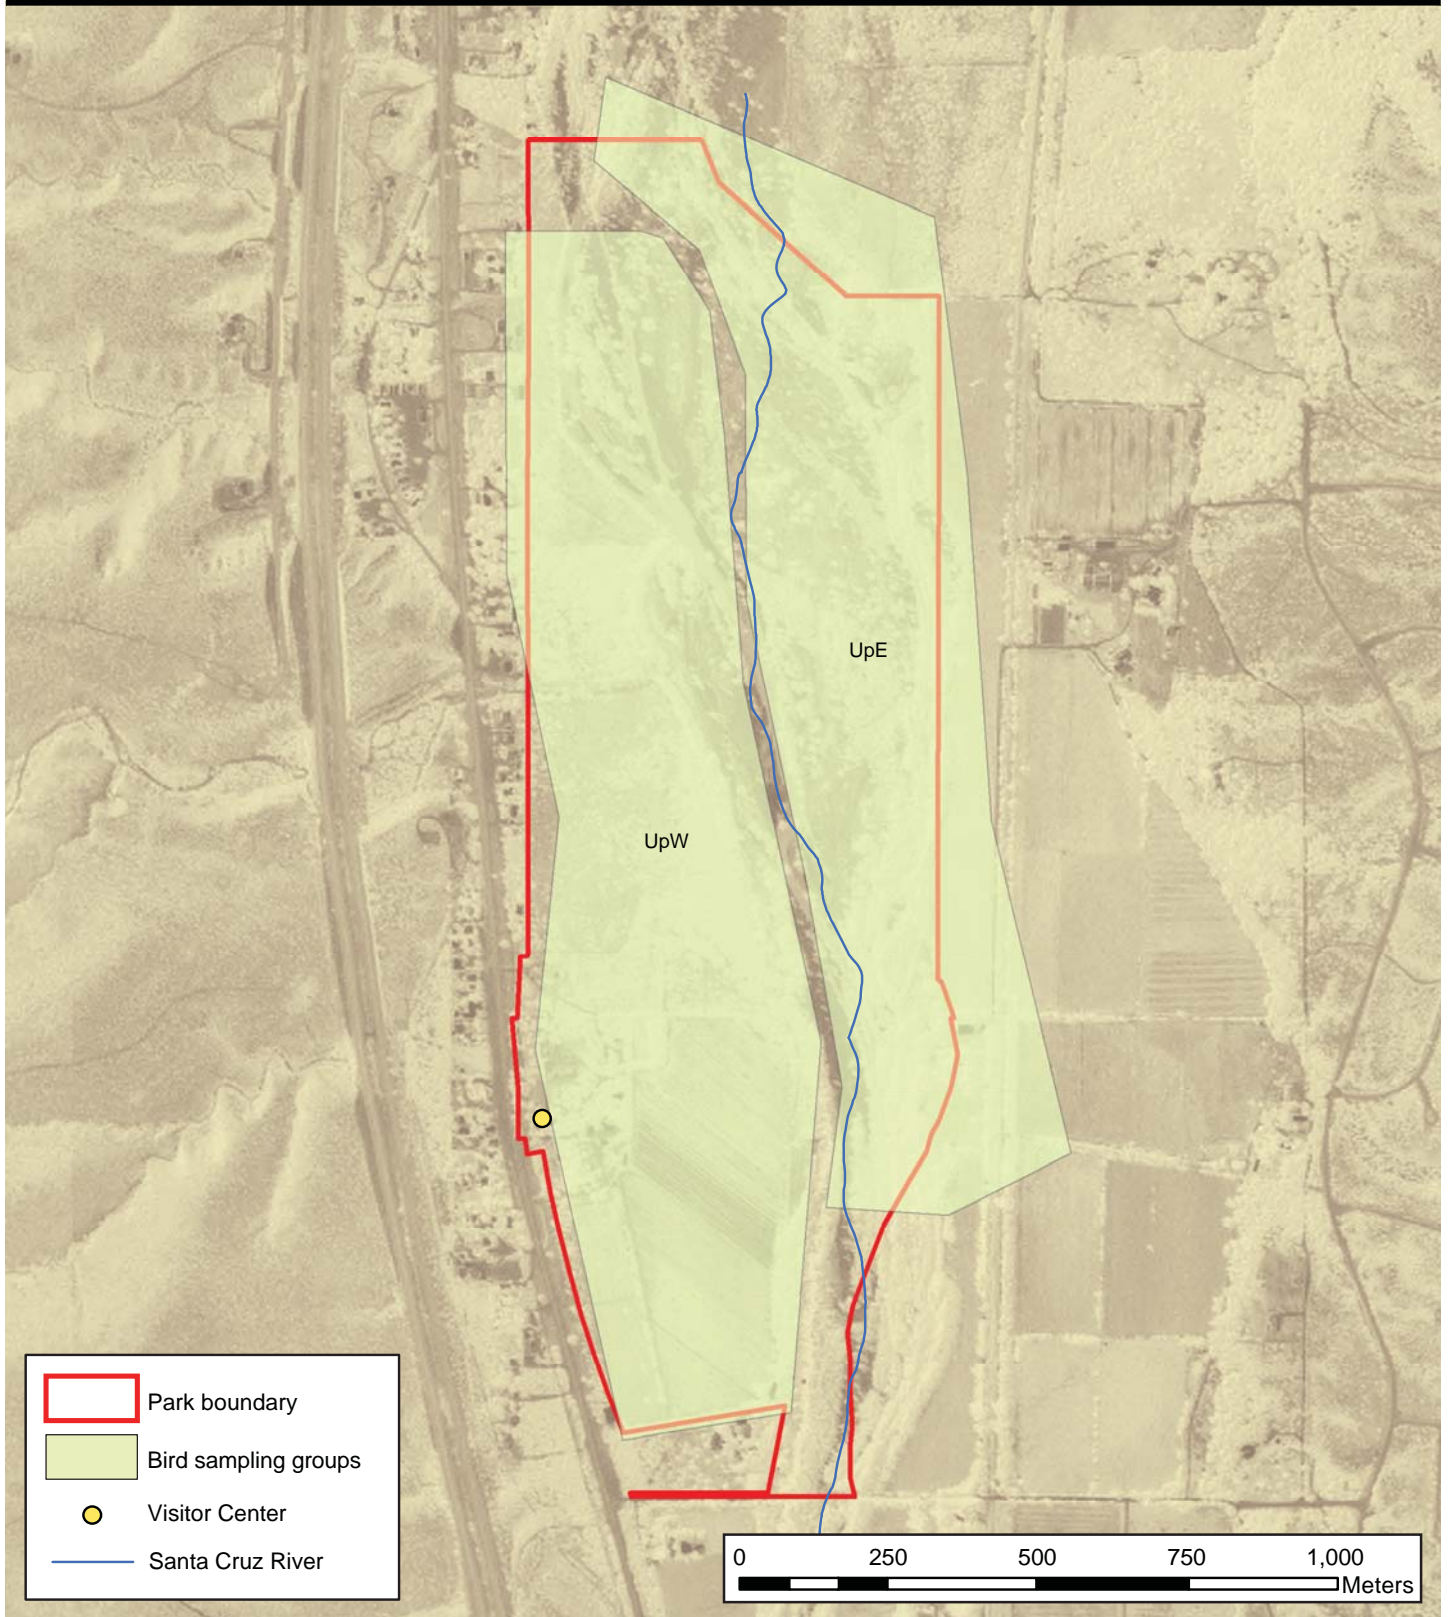 UpE
UpW
Park boundary
Bird sampling groups
Visitor Center
Santa Cruz River
0 250 500 750 1,000
Meters